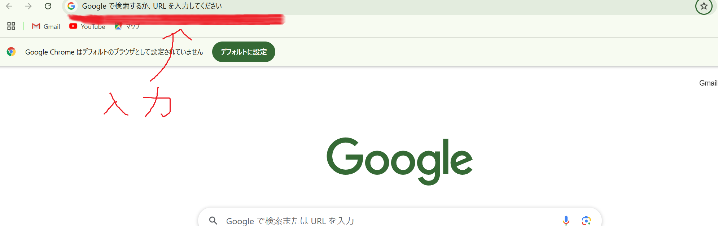 Google で検索するか、URL を入力してください
Gmail YouTube マップ
Google Chrome はデフォルトのブラウザとして設定されていません デフォルトに設定
入力
Gmail
Google
Google で検索または URL を入力